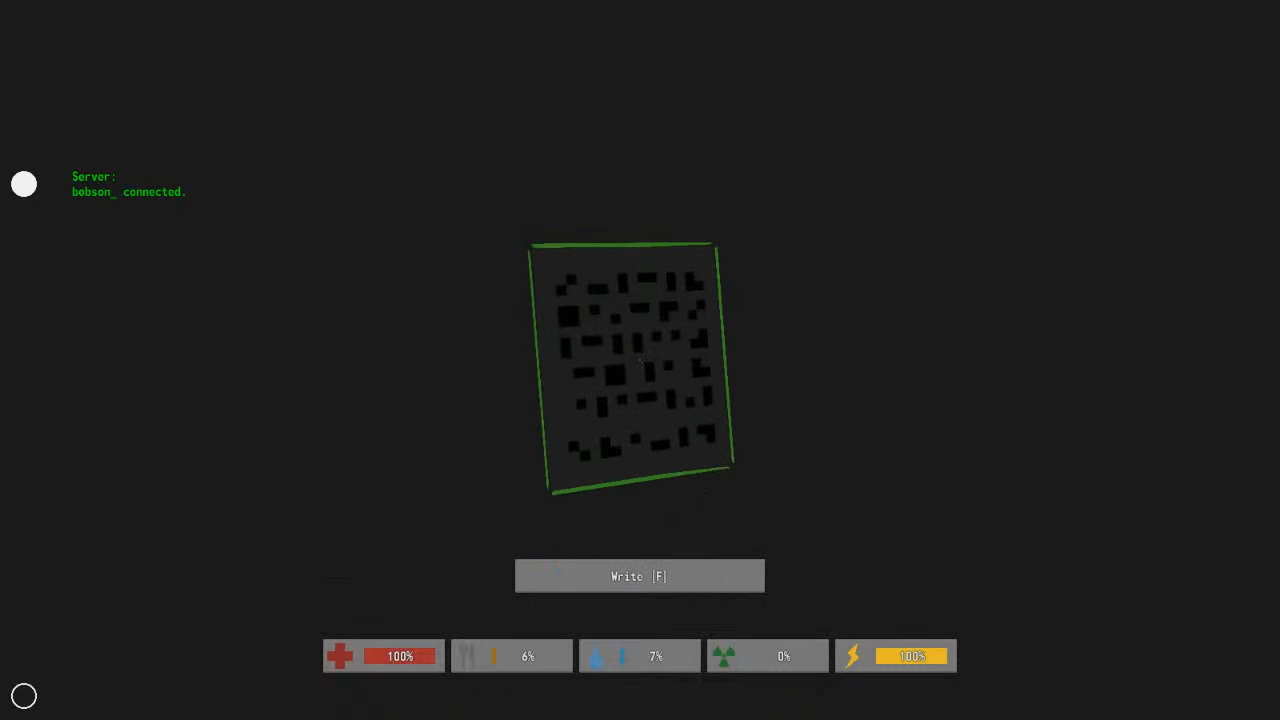 Server:
bobson_ connected.
Write [F]
100%
6%
7%
0%
100%